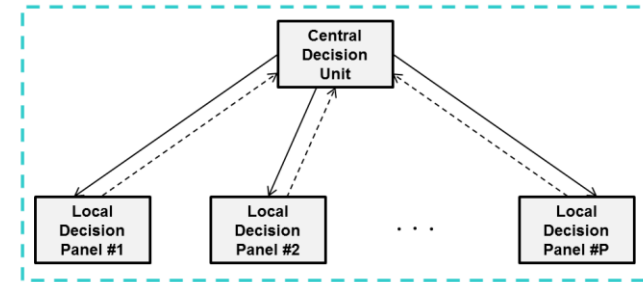 Central
Decision
Unit
Local
Decision
Panel #1
Local
Decision
Panel #2
. . .
Local
Decision
Panel #P